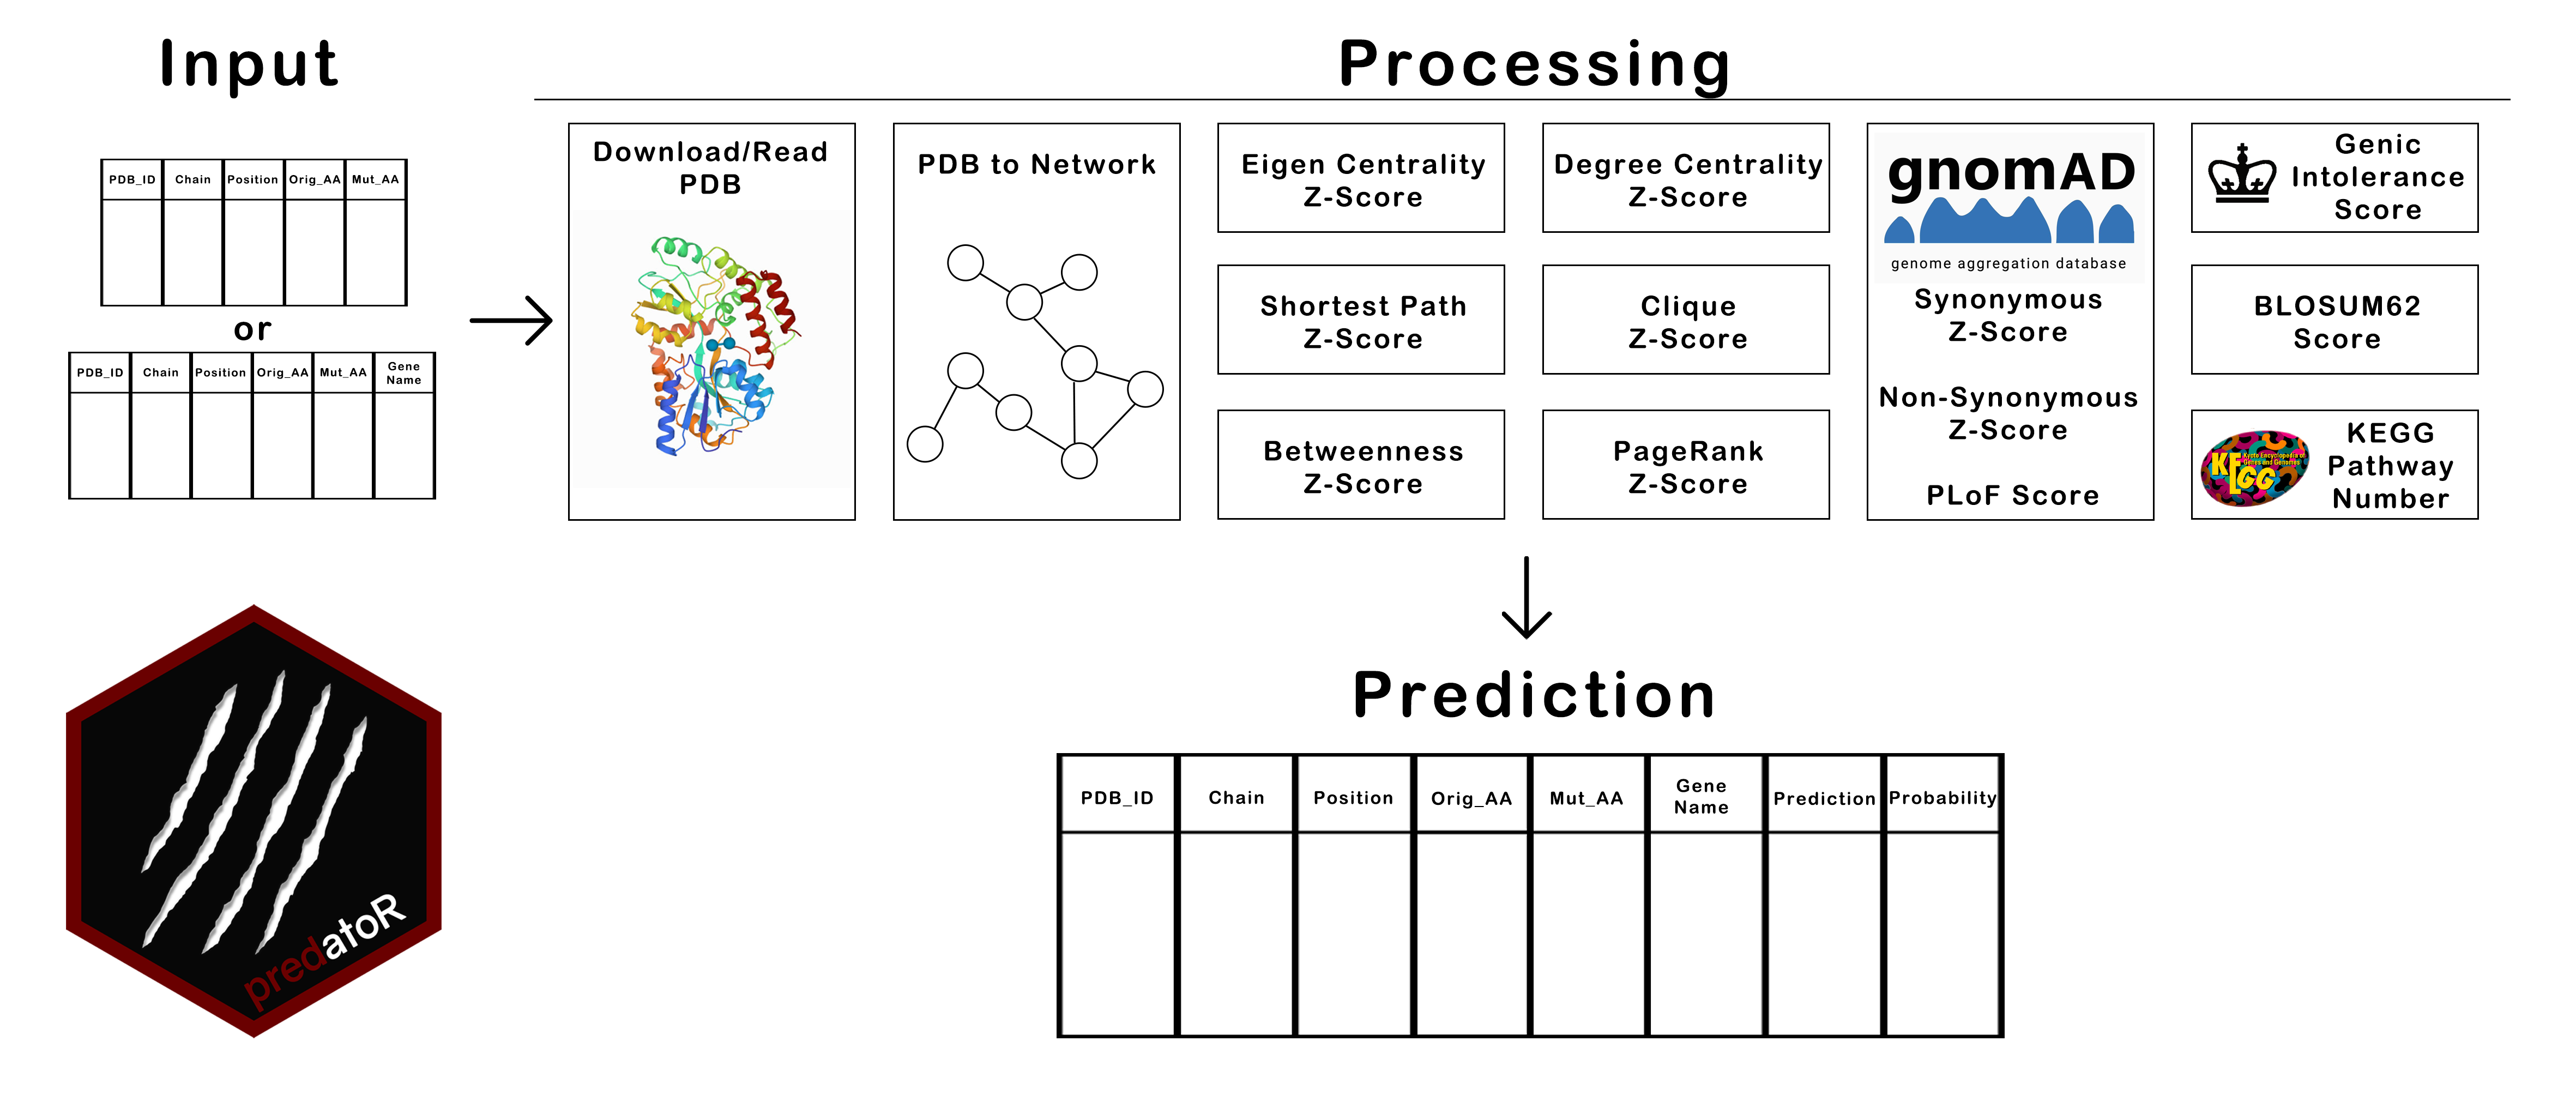 Input
Processing
PDB_ID Chain Position Orig_AA Mut_AA
or
PDB_ID Chain Position Orig_AA Mut_AA Gene
Name
Download/Read
PDB
PDB to Network
Eigen Centrality
Z-Score
Shortest Path
Z-Score
Betweenness
Z-Score
Degree Centrality
Z-Score
Clique
Z-Score
PageRank
Z-Score
gnomAD
genome aggregation database
Synonymous
Z-Score
Non-Synonymous
Z-Score
PLoF Score
Genic
Intolerance
Score
BLOSUM62
Score
KEGG
Kyoto Encyclopedia of
Genes and Genomes
KEGG
Pathway
Number
predatoR
Prediction
PDB_ID Chain Position Orig_AA Mut_AA Gene
Name Prediction Probability